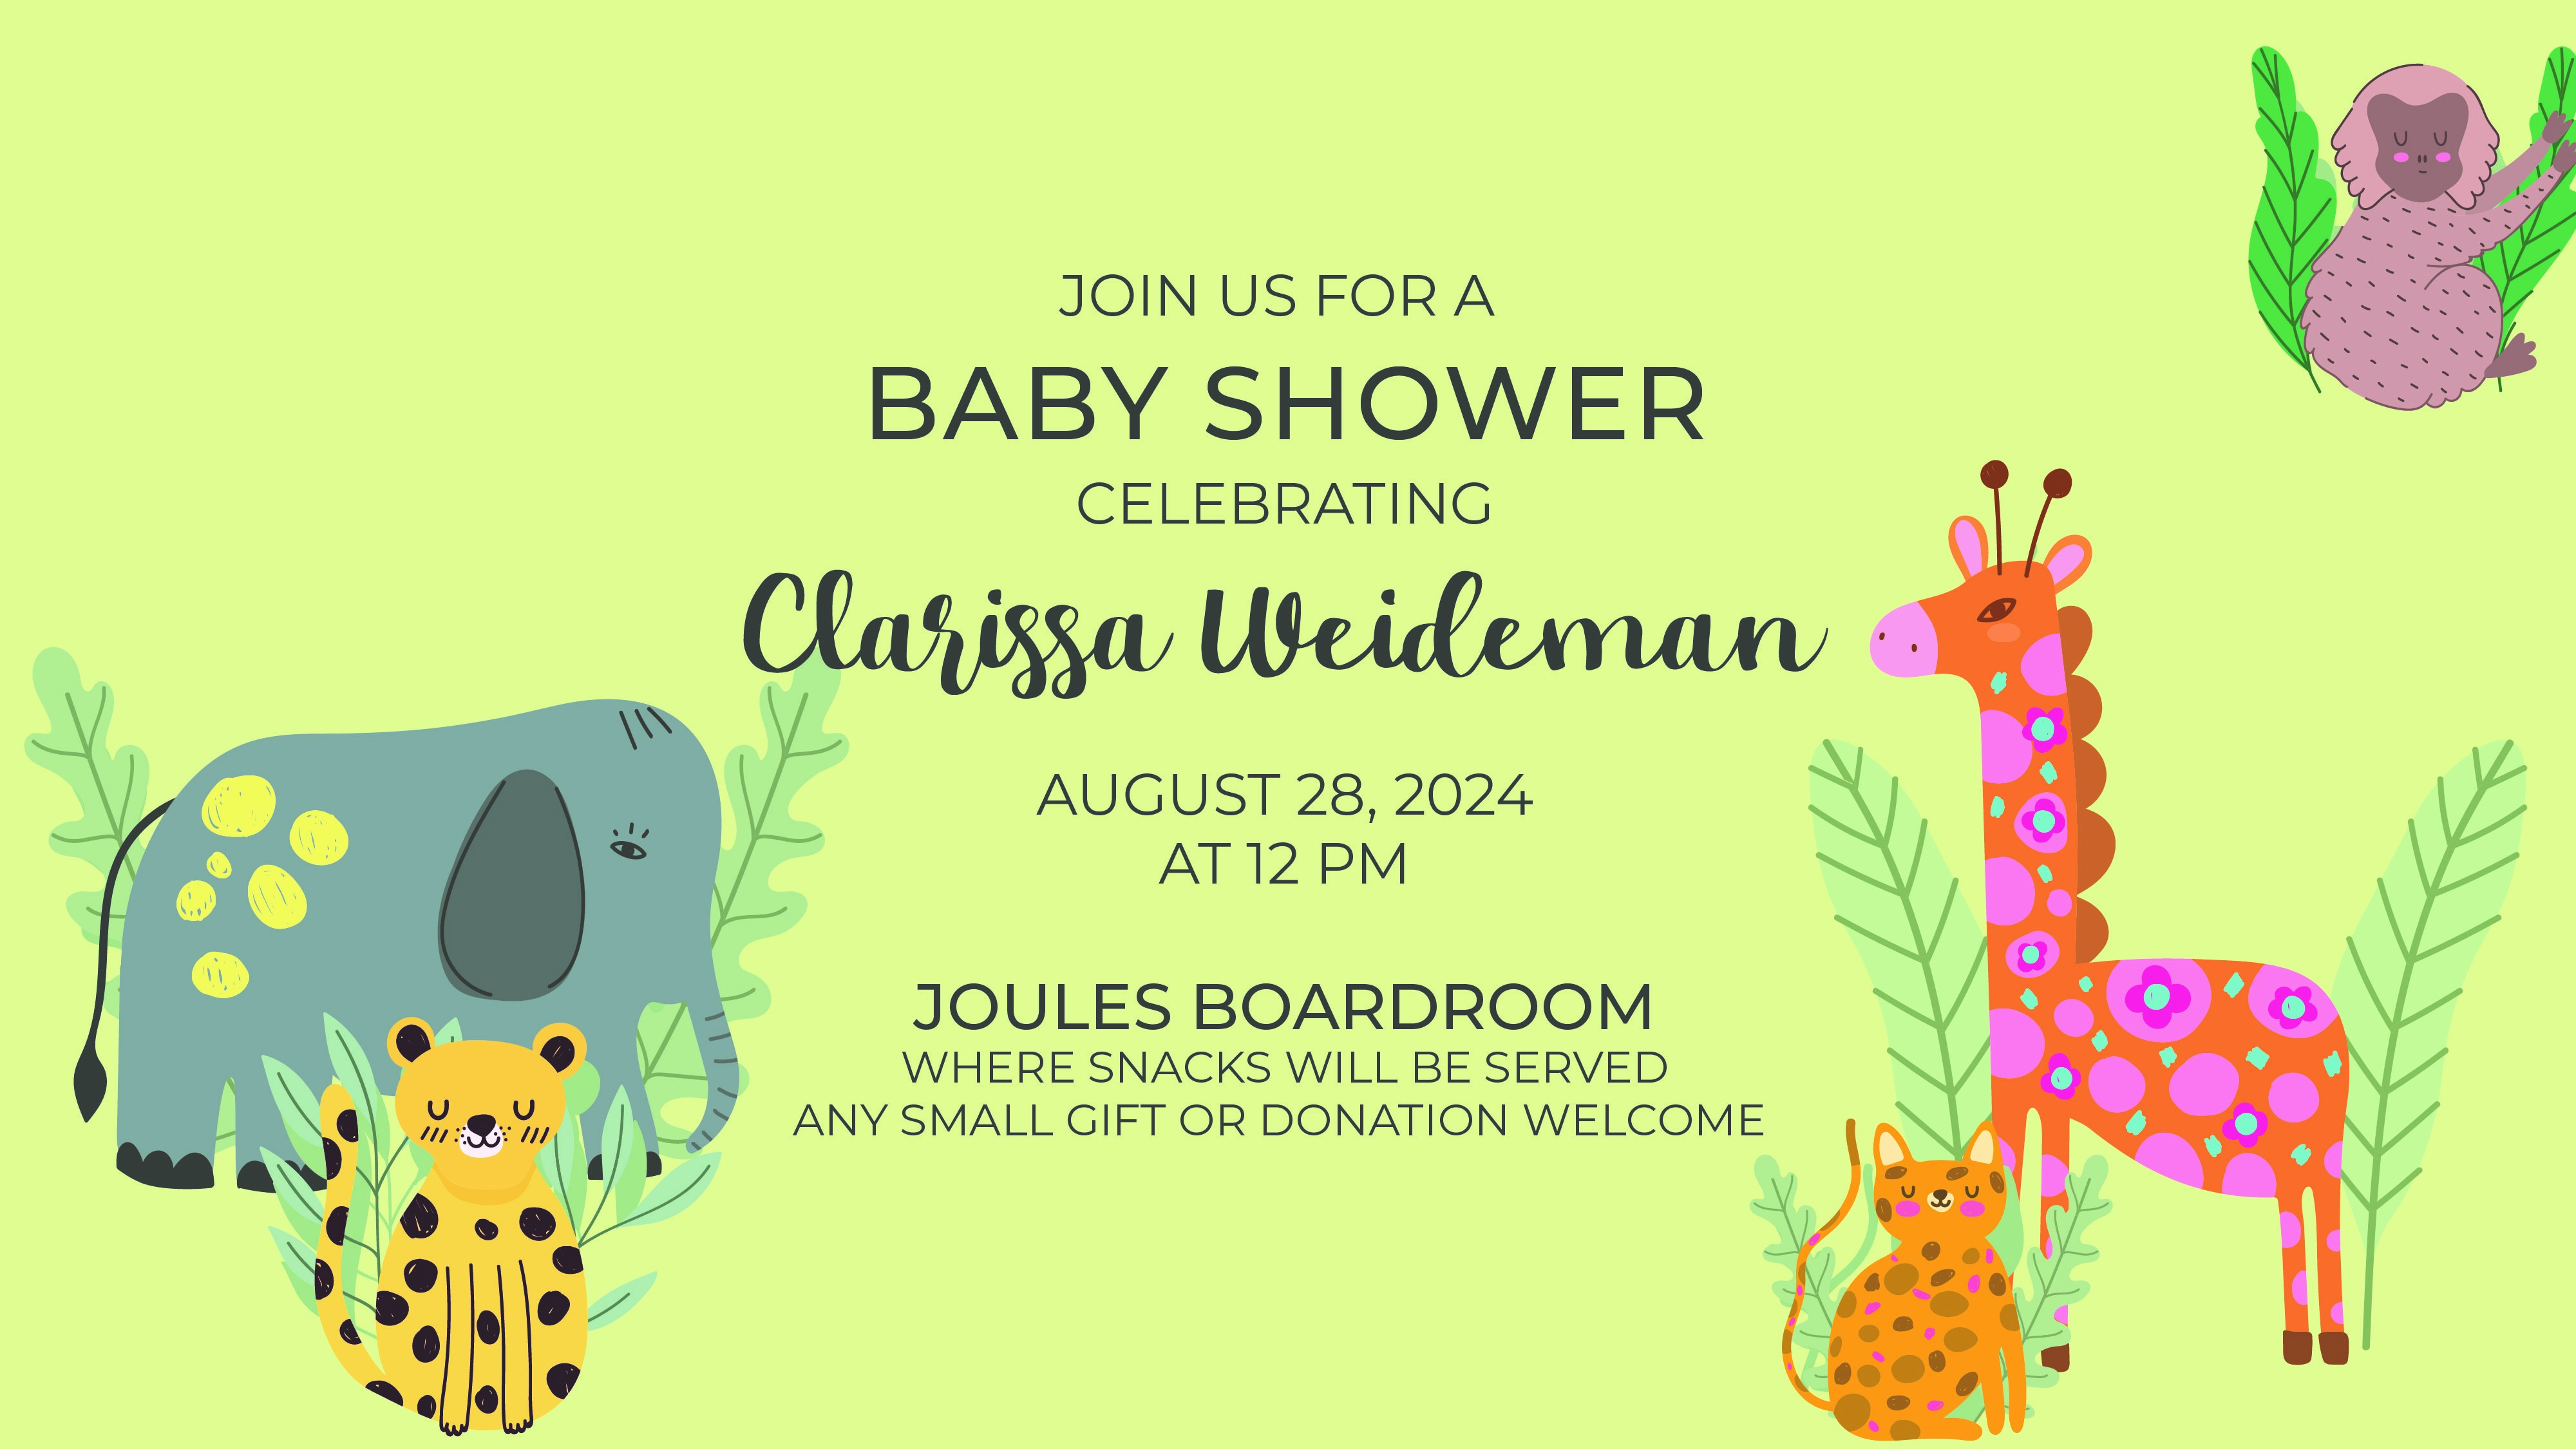 JOIN US FOR A
BABY SHOWER
CELEBRATING
Clarissa Weideman
AUGUST 28, 2024
AT 12 PM
JOULES BOARDROOM
WHERE SNACKS WILL BE SERVED
ANY SMALL GIFT OR DONATION WELCOME